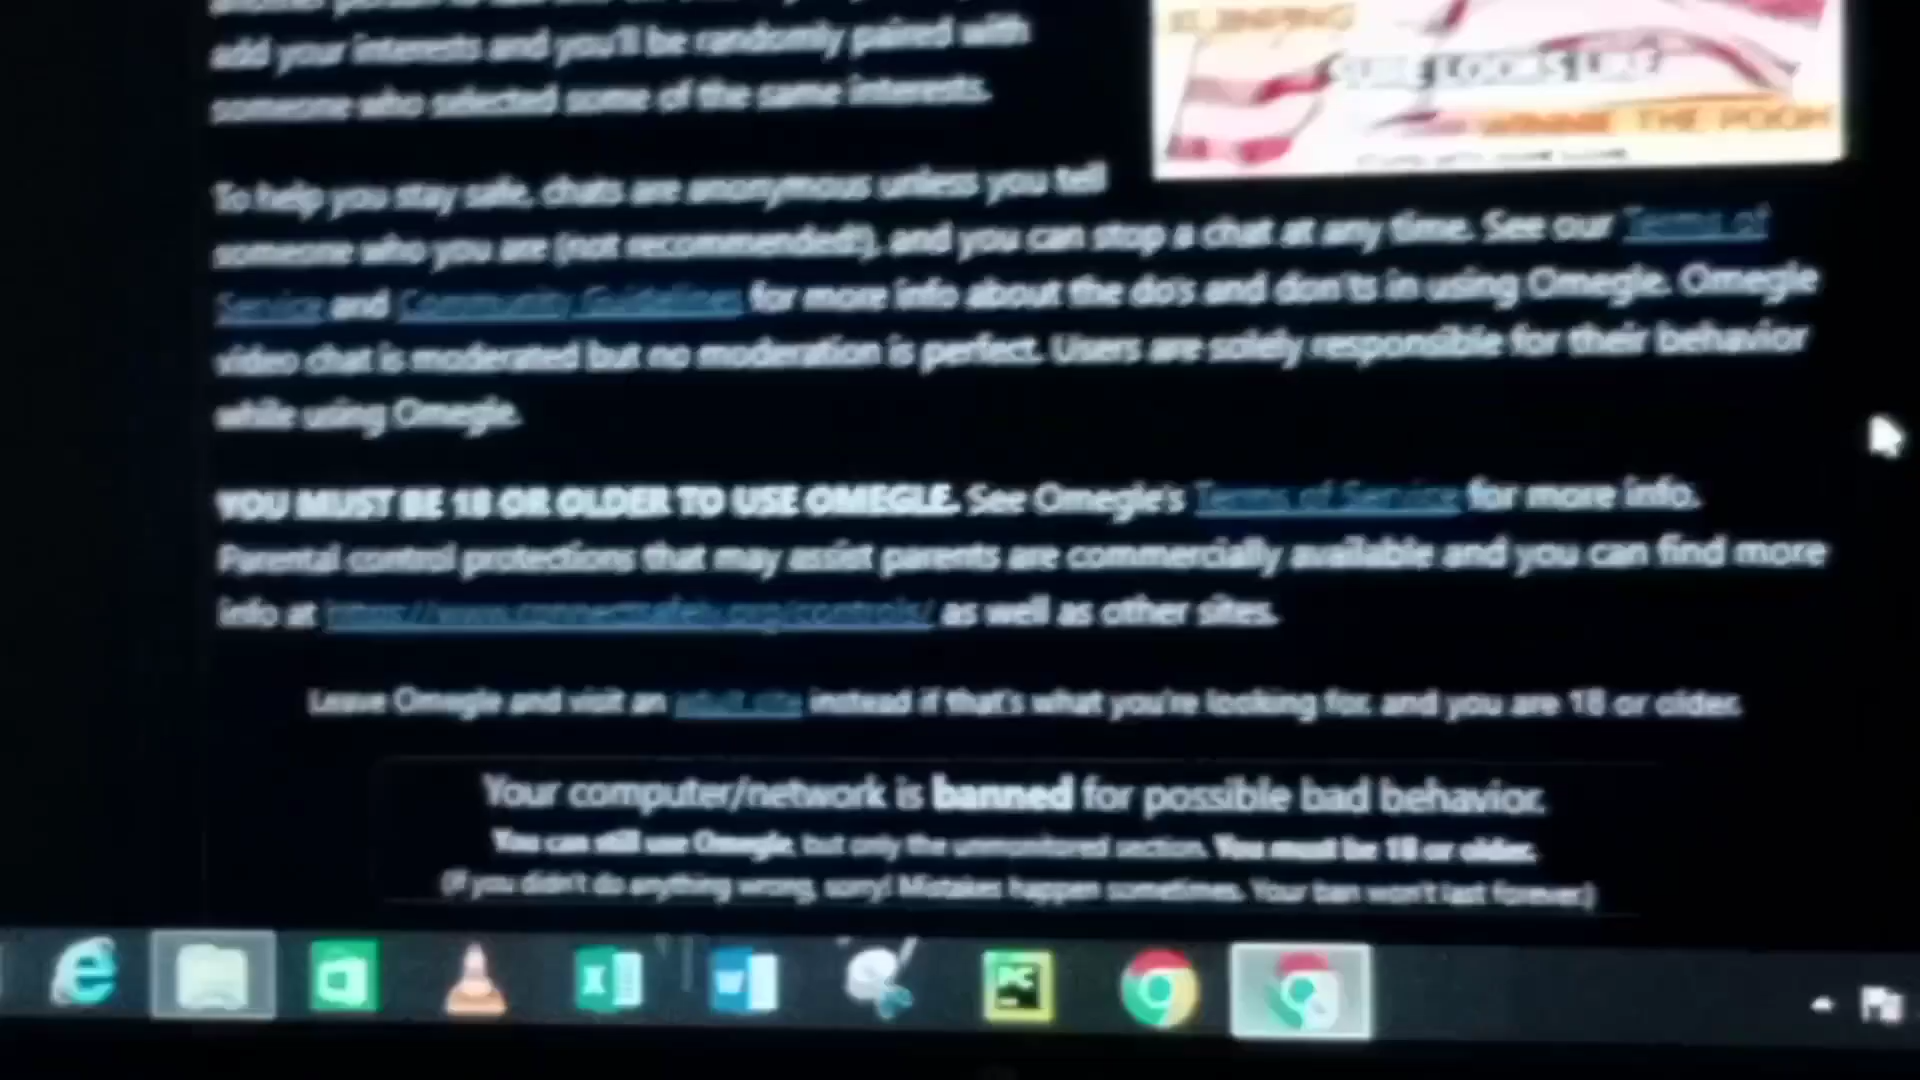 add your interests and you'll be randomly paired with
someone who selected some of the same interests.
WINNIE THE POOH
To help you stay safe, chats are anonymous unless you tell
someone who you are (not recommended!), and you can stop a chat at any time. See our Terms of
Service and Community Guidelines for more info about the do's and don'ts in using Omegle. Omegle
video chat is moderated but no moderation is perfect. Users are solely responsible for their behavior
while using Omegle.
YOU MUST BE 18 OR OLDER TO USE OMEGLE. See Omegle's Terms of Service for more info.
Parental control protections that may assist parents are commercially available and you can find more
info at https://www.connectsafely.org/controls/ as well as other sites.
Leave Omegle and visit an adult site instead if that's what you're looking for, and you are 18 or older.
Your computer/network is banned for possible bad behavior.
You can still use Omegle, but only the unmonitored section. You must be 18 or older.
(If you didn't do anything wrong, sorry! Mistakes happen sometimes. Your ban won't last forever.)
PC